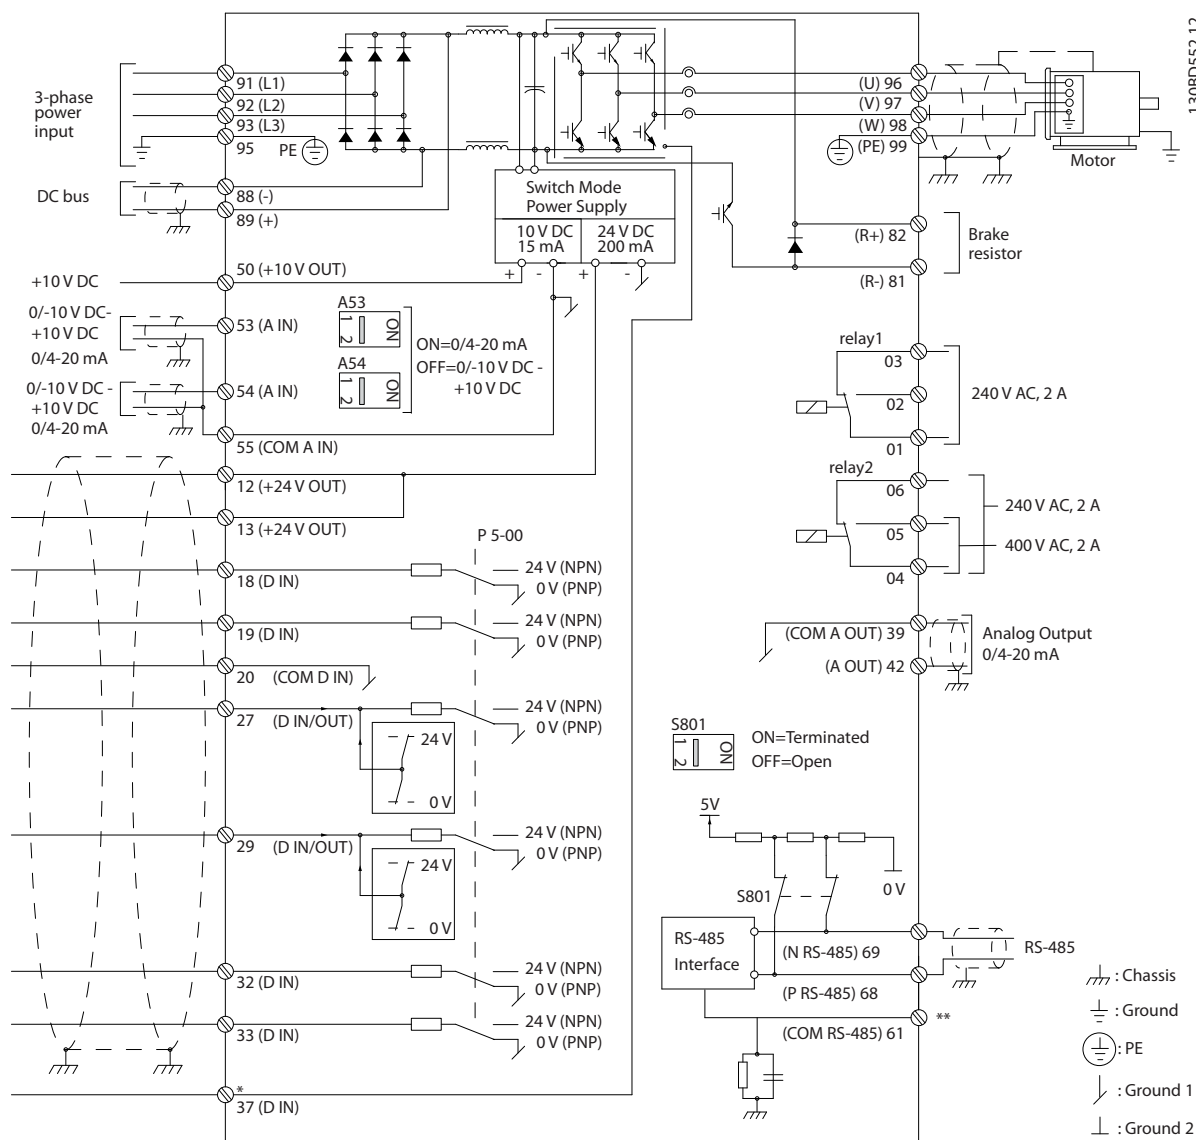 130BD552.12
3-phase
power
input
91 (L1)
92 (L2)
93 (L3)
95
PE
DC bus
88 (-)
89 (+)
Switch Mode
Power Supply
10 V DC
15 mA
24 V DC
200 mA
+
-
+
-
(U) 96
(V) 97
(W) 98
(PE) 99
Motor
(R+) 82
(R-) 81
Brake
resistor
+10 V DC
50 (+10 V OUT)
0/-10 V DC-
+10 V DC
0/4-20 mA
53 (A IN)
0/-10 V DC -
+10 V DC
0/4-20 mA
54 (A IN)
55 (COM A IN)
A53
1
2
ON
A54
1
2
ON
ON=0/4-20 mA
OFF=0/-10 V DC -
+10 V DC
relay1
03
02
01
240 V AC, 2 A
relay2
06
05
04
240 V AC, 2 A
400 V AC, 2 A
12 (+24 V OUT)
13 (+24 V OUT)
P 5-00
18 (D IN)
24 V (NPN)
0 V (PNP)
19 (D IN)
24 V (NPN)
0 V (PNP)
20 (COM D IN)
27 (D IN/OUT)
24 V (NPN)
0 V (PNP)
24 V
0 V
29 (D IN/OUT)
24 V (NPN)
0 V (PNP)
24 V
0 V
32 (D IN)
24 V (NPN)
0 V (PNP)
33 (D IN)
24 V (NPN)
0 V (PNP)
*
37 (D IN)
(COM A OUT) 39
(A OUT) 42
Analog Output
0/4-20 mA
S801
1
2
ON
ON=Terminated
OFF=Open
5V
0 V
S801
RS-485
Interface
(N RS-485) 69
(P RS-485) 68
(COM RS-485) 61
**
RS-485
: Chassis
: Ground
: PE
: Ground 1
: Ground 2